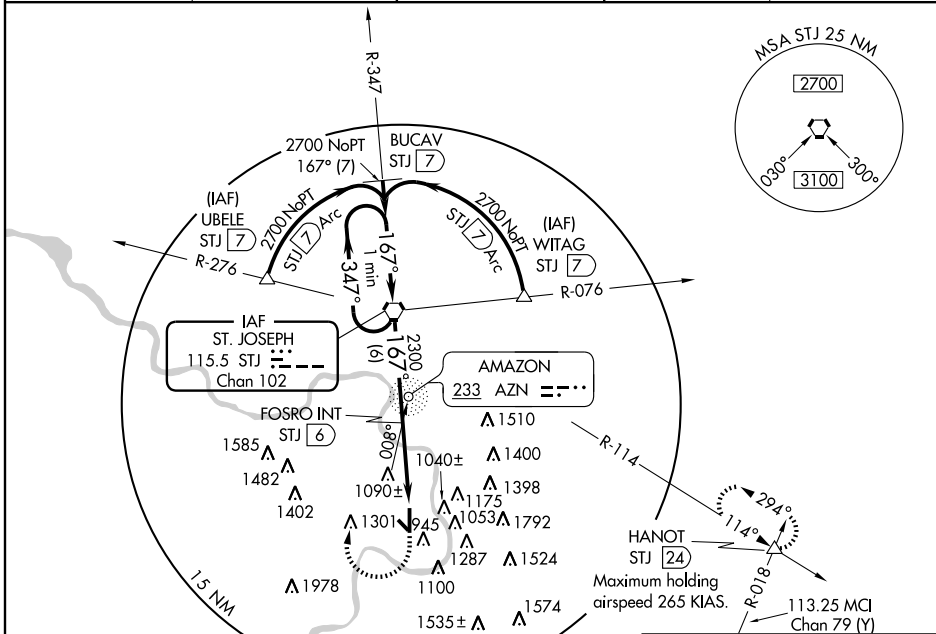 R-347
MSA STJ 25 NM
2700
030°
300°
3100
2700 NoPT
167° (7)
BUCAV
STJ 7
(IAF)
UBELE
STJ 7
2700 NoPT
STJ 7 Arc
2700 NoPT
STJ 7 Arc
(IAF)
WITAG
STJ 7
R-276
R-076
347°
1 min
167°
IAF
ST. JOSEPH
115.5 STJ
Chan 102
2300
167°
(6)
AMAZON
233 AZN
FOSRO INT
STJ 6
008°
1510
1585
1482
1402
1400
1040±
1398
1090±
1175
1301
945
1053
1792
1287
1524
1100
1978
1535±
1574
R-114
294°
114°
HANOT
STJ 24
Maximum holding
airspeed 265 KIAS.
R-018
113.25 MCI
Chan 79 (Y)
15 NM